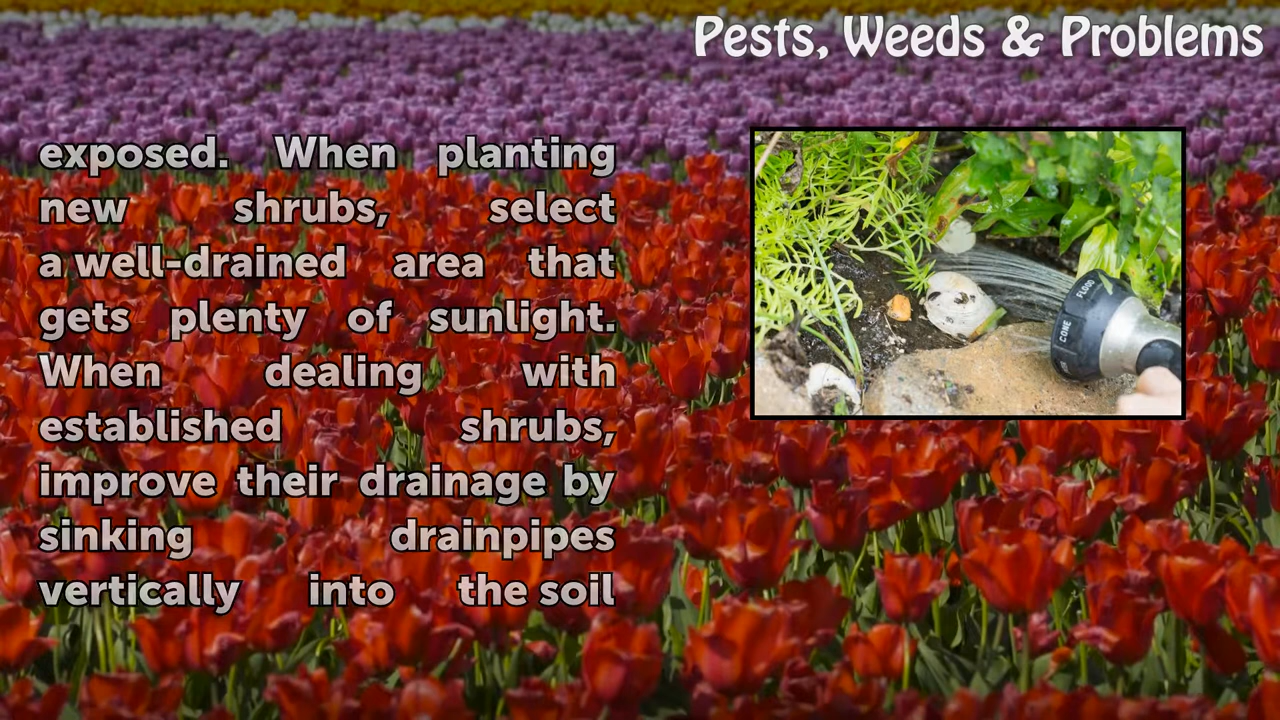 Pests, Weeds & Problems
exposed. When planting
new shrubs, select
a well-drained area that
gets plenty of sunlight.
When dealing with
established shrubs,
improve their drainage by
sinking drainpipes
vertically into the soil
FLOOD
CONE